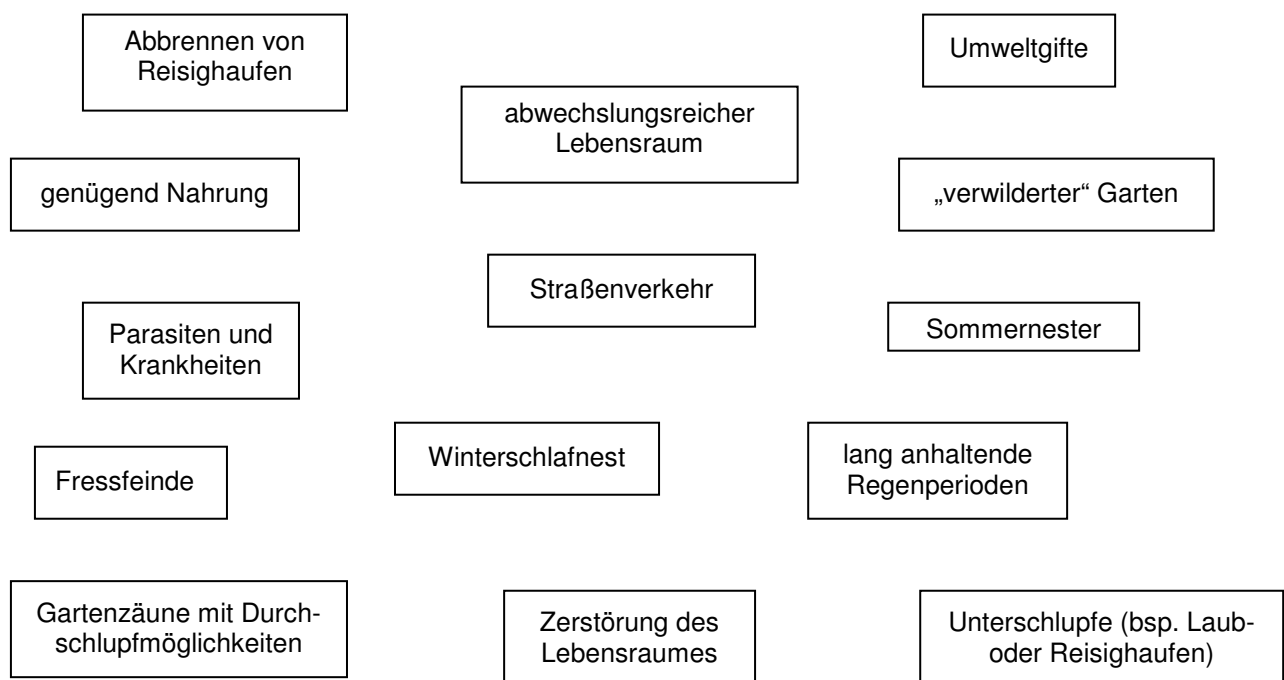 Abbrennen von
Reisighaufen
Umweltgifte
abwechslungsreicher
Lebensraum
genügend Nahrung
„verwilderter“ Garten
Straßenverkehr
Parasiten und
Krankheiten
Sommernester
Fressfeinde
Winterschlafnest
lang anhaltende
Regenperioden
Gartenzäune mit Durch-
schlupfmöglichkeiten
Zerstörung des
Lebensraumes
Unterschlupfe (bsp. Laub-
oder Reisighaufen)